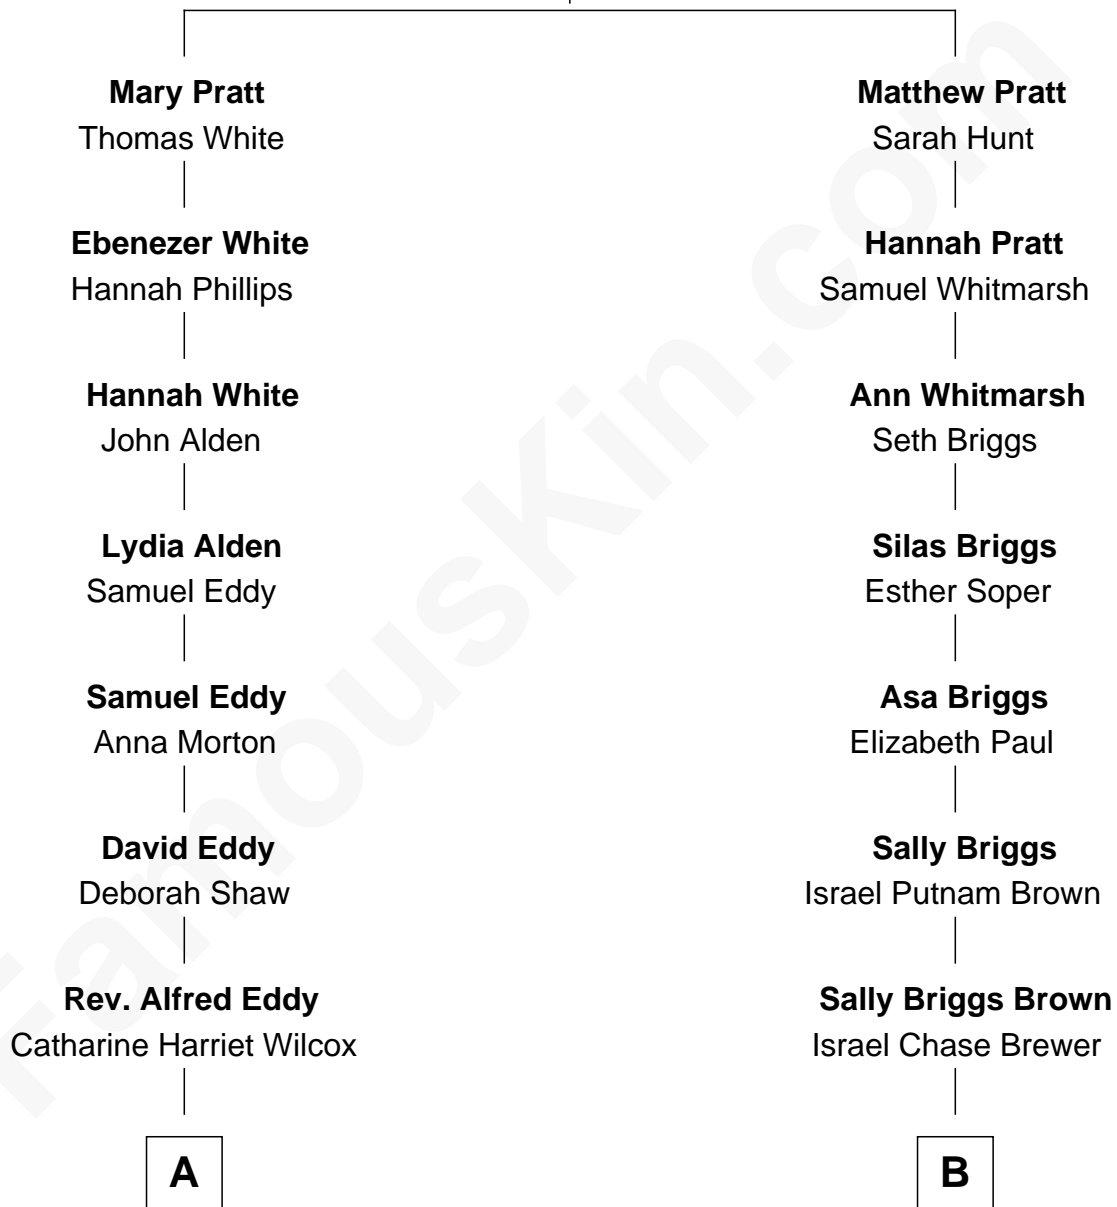 Mary Pratt
Thomas White
Matthew Pratt
Sarah Hunt
Ebenezer White
Hannah Phillips
Hannah Pratt
Samuel Whitmarsh
Hannah White
John Alden
Ann Whitmarsh
Seth Briggs
Lydia Alden
Samuel Eddy
Silas Briggs
Esther Soper
Samuel Eddy
Anna Morton
Asa Briggs
Elizabeth Paul
David Eddy
Deborah Shaw
Sally Briggs
Israel Putnam Brown
Rev. Alfred Eddy
Catharine Harriet Wilcox
Sally Briggs Brown
Israel Chase Brewer
A
B
FamousKin.com